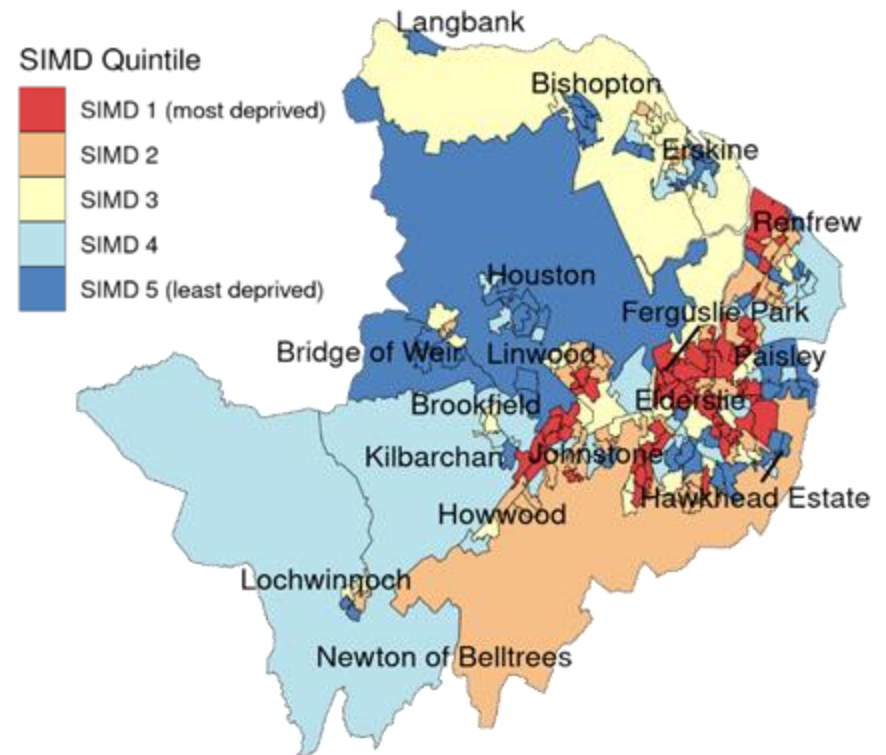 Langbank
SIMD Quintile
SIMD 1 (most deprived)
SIMD 2
SIMD 3
SIMD 4
SIMD 5 (least deprived)
Bishopton
Erskine
Renfrew
Houston
Ferguslie Park
Bridge of Weir
Linwood
Paisley
Brookfield
Elderslie
Kilbarchan
Johnstone
Hawkhead Estate
Howwood
Lochwinnoch
Newton of Belltrees